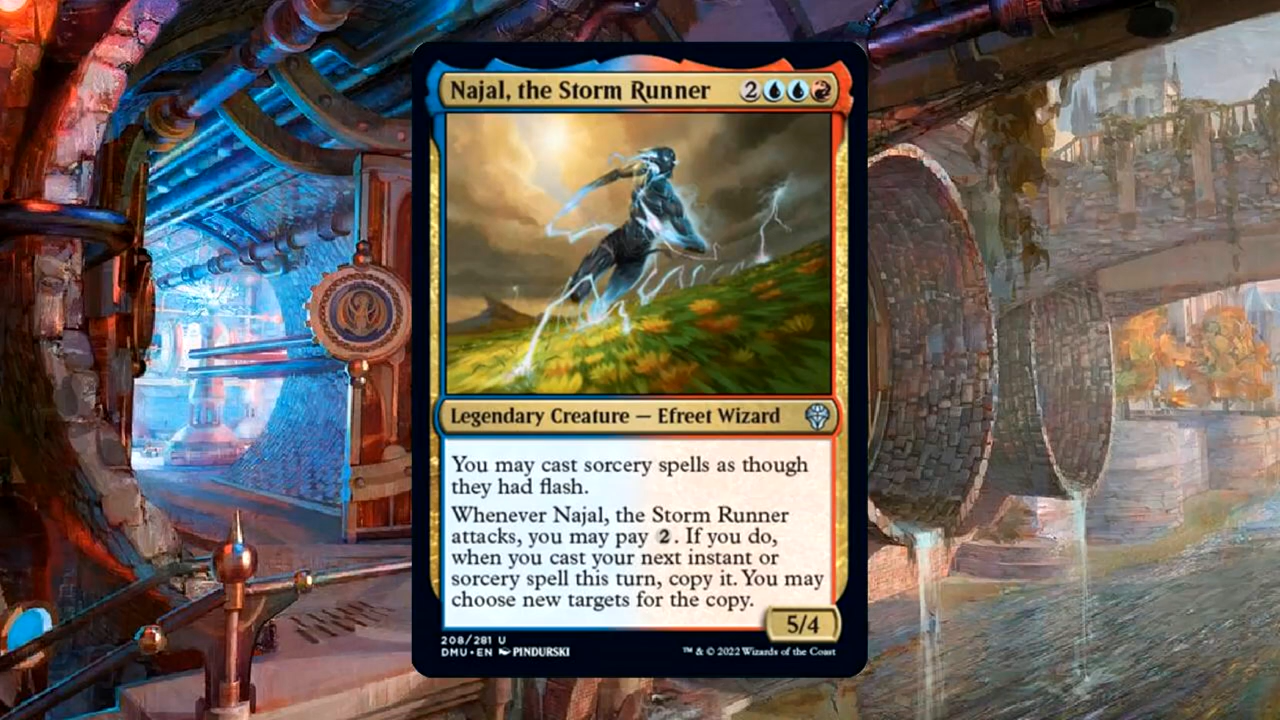 Najal, the Storm Runner 2
Legendary Creature — Efreet Wizard
You may cast sorcery spells as though
they had flash.
Whenever Najal, the Storm Runner
attacks, you may pay 2. If you do,
when you cast your next instant or
sorcery spell this turn, copy it. You may
choose new targets for the copy.
5/4
208/281 U
DMU • EN PINDURSKI
™ & © 2022 Wizards of the Coast